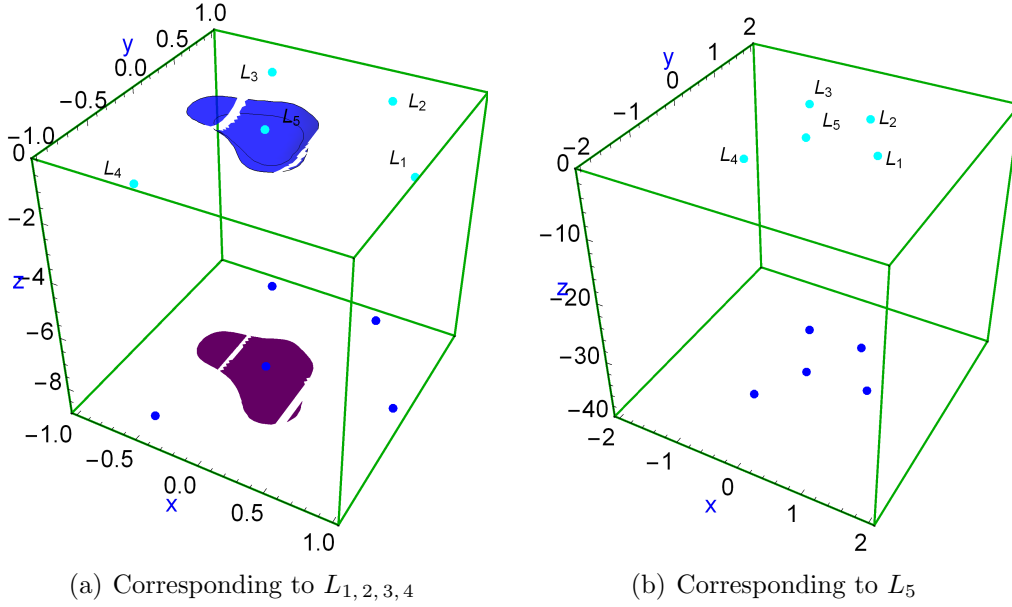 1.0
0.5
y
0.0
−0.5
−1.0
0
−2
−4
z
−6
−8
−1.0
−0.5
0.0
x
0.5
1.0
L3
L2
L5
L1
L4
2
1
y
0
−1
−2
0
−10
z
−20
−30
−40
−2
−1
0
x
1
2
L3
L2
L5
L4
L1
(a) Corresponding to L1, 2, 3, 4
(b) Corresponding to L5